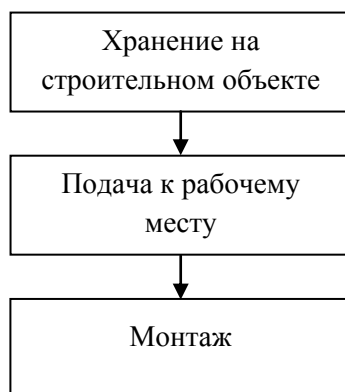 Хранение на
строительном объекте
Подача к рабочему
месту
Монтаж